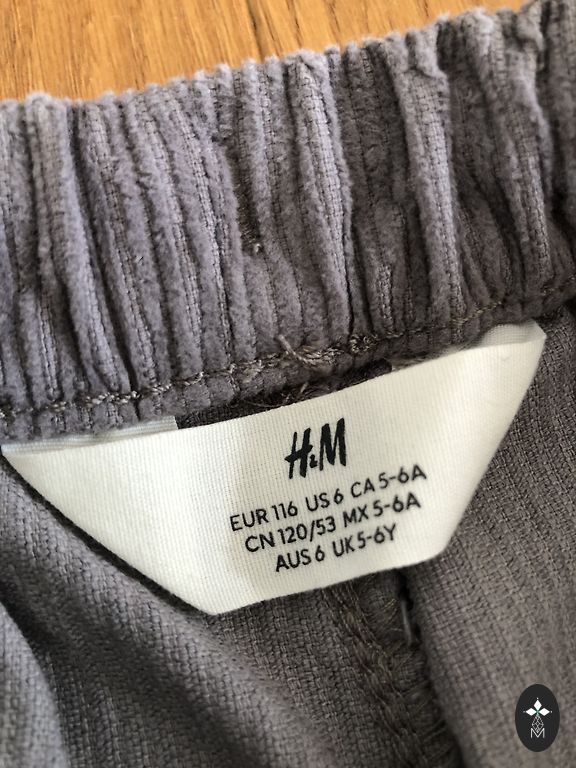 H&M
EUR 116 US 6 CA 5-6A
CN 120/53 MX 5-6A
AUS 6 UK 5-6Y
M